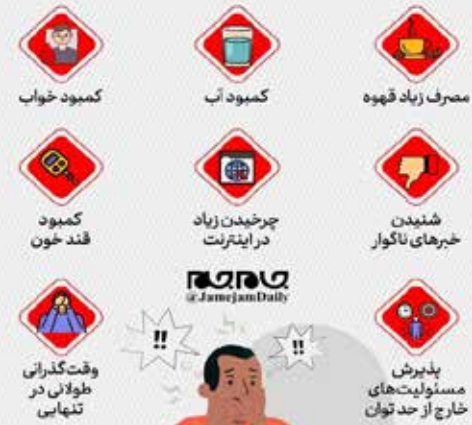 مصرف زیاد قهوه
کمبود آب
کمبود خواب
شنیدن
خبرهای ناگوار
چرخیدن زیاد
در اینترنت
کمبود
قند خون
جام‌جم
@JamejamDaily
!!
!!
پذیرش
مسئولیت‌های
خارج از حد توان
وقت‌گذرانی
طولانی در
تنهایی